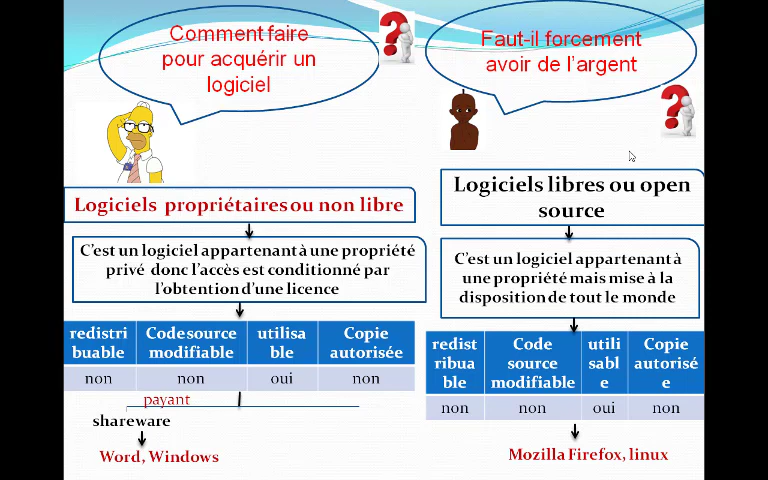 Comment faire
pour acquérir un
logiciel
Faut-il forcement
avoir de l'argent
Logiciels propriétaires ou non libre
C'est un logiciel appartenant à une propriété
privé donc l'accès est conditionné par
l'obtention d'une licence
redistri
buable
Code source
modifiable
utilisa
ble
Copie
autorisée
non
non
oui
non
payant
shareware
Word, Windows
Logiciels libres ou open
source
C'est un logiciel appartenant à
une propriété mais mise à la
disposition de tout le monde
redist
ribua
ble
Code
source
modifiable
utili
sabl
e
Copie
autorisé
e
non
non
oui
non
Mozilla Firefox, linux